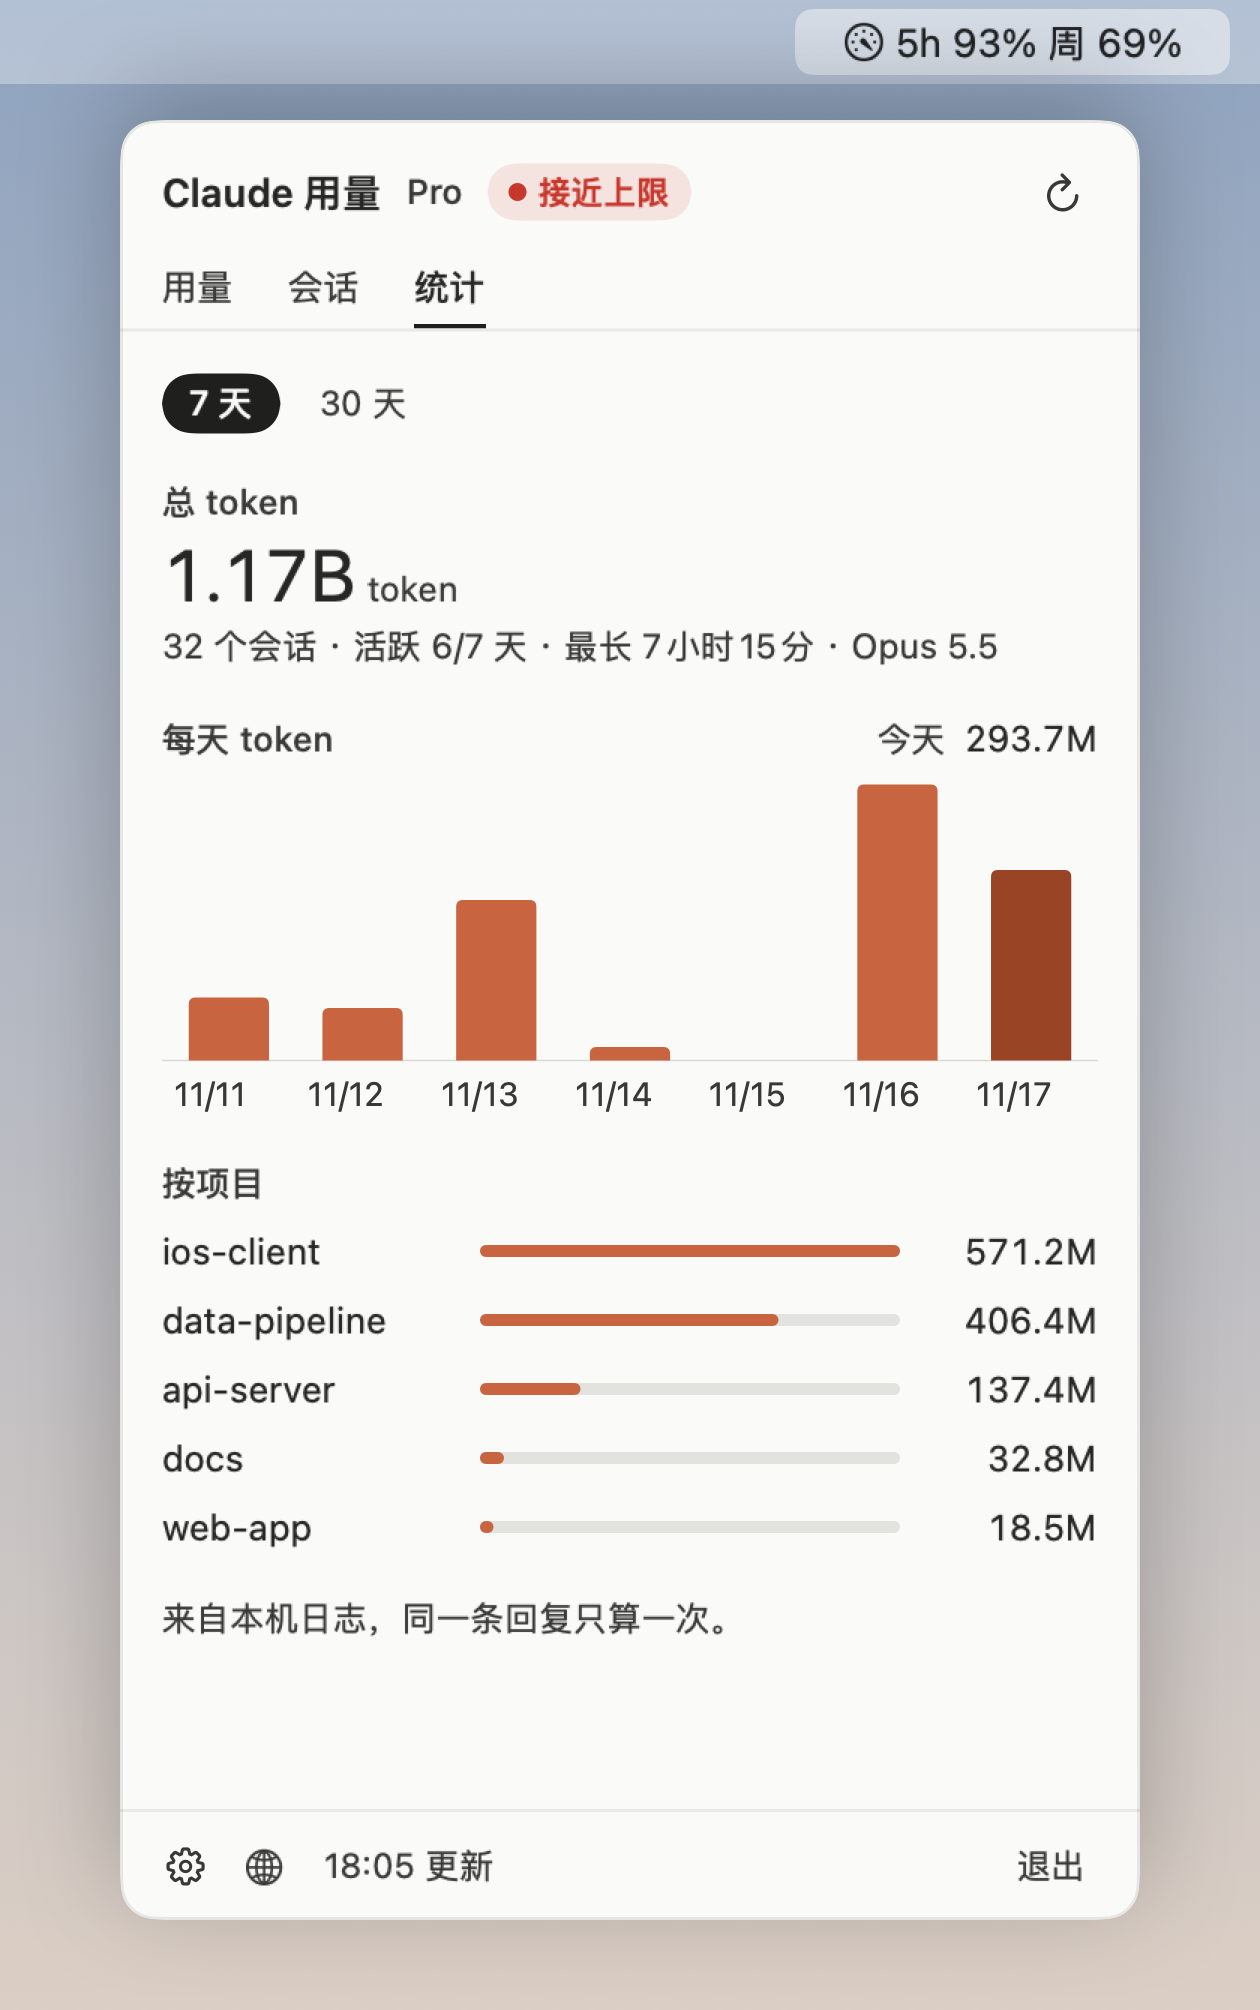 5h 93% 周 69%
Claude 用量 Pro 接近上限
用量 会话 统计
7 天 30 天
总 token
1.17B token
32 个会话 · 活跃 6/7 天 · 最长 7小时15分 · Opus 5.5
每天 token 今天 293.7M
11/11 11/12 11/13 11/14 11/15 11/16 11/17
按项目
ios-client 571.2M
data-pipeline 406.4M
api-server 137.4M
docs 32.8M
web-app 18.5M
来自本机日志，同一条回复只算一次。
18:05 更新 退出